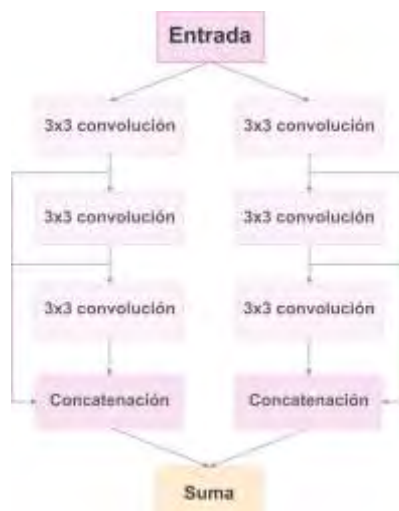 Entrada
3x3 convolución
3x3 convolución
3x3 convolución
3x3 convolución
3x3 convolución
3x3 convolución
Concatenación
Concatenación
Suma